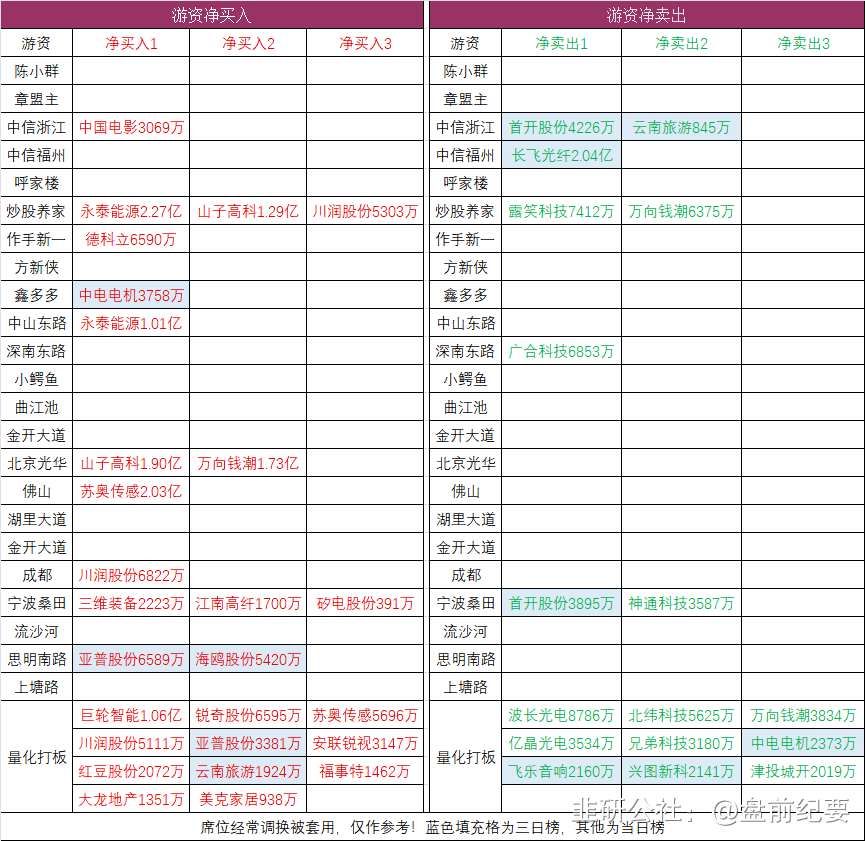 游资净买入 游资净卖出
游资 净买入1 净买入2 净买入3 游资 净卖出1 净卖出2 净卖出3
陈小群 陈小群
章盟主 章盟主
中信浙江 中国电影3069万 中信浙江 首开股份4226万 云南旅游845万
中信福州 中信福州 长飞光纤2.04亿
呼家楼 呼家楼
炒股养家 永泰能源2.27亿 山子高科1.29亿 川润股份5303万 炒股养家 露笑科技7412万 万向钱潮6375万
作手新一 德科立6590万 作手新一
方新侠 方新侠
鑫多多 中电电机3758万 鑫多多
中山东路 永泰能源1.01亿 中山东路
深南东路 深南东路 广合科技6853万
小鳄鱼 小鳄鱼
曲江池 曲江池
金开大道 金开大道
北京光华 山子高科1.90亿 万向钱潮1.73亿 北京光华
佛山 苏奥传感2.03亿 佛山
湖里大道 湖里大道
金开大道 金开大道
成都 川润股份6822万 成都
宁波桑田 三维装备2223万 江南高纤1700万 矽电股份391万 宁波桑田 首开股份3895万 神通科技3587万
流沙河 流沙河
思明南路 亚普股份6589万 海鸥股份5420万 思明南路
上塘路 上塘路
量化打板 巨轮智能1.06亿 锐奇股份6595万 苏奥传感5696万 量化打板 波长光电8786万 北纬科技5625万 万向钱潮3834万
川润股份5111万 亚普股份3381万 安联锐视3147万 亿晶光电3534万 兄弟科技3180万 中电电机2373万
红豆股份2072万 云南旅游1924万 福事特1462万 飞乐音响2160万 兴图新科2141万 津投城开2019万
大龙地产1351万 美克家居938万
韭研公社：@盘前纪要
席位经常调换被套用，仅作参考！蓝色填充格为三日榜，其他为当日榜